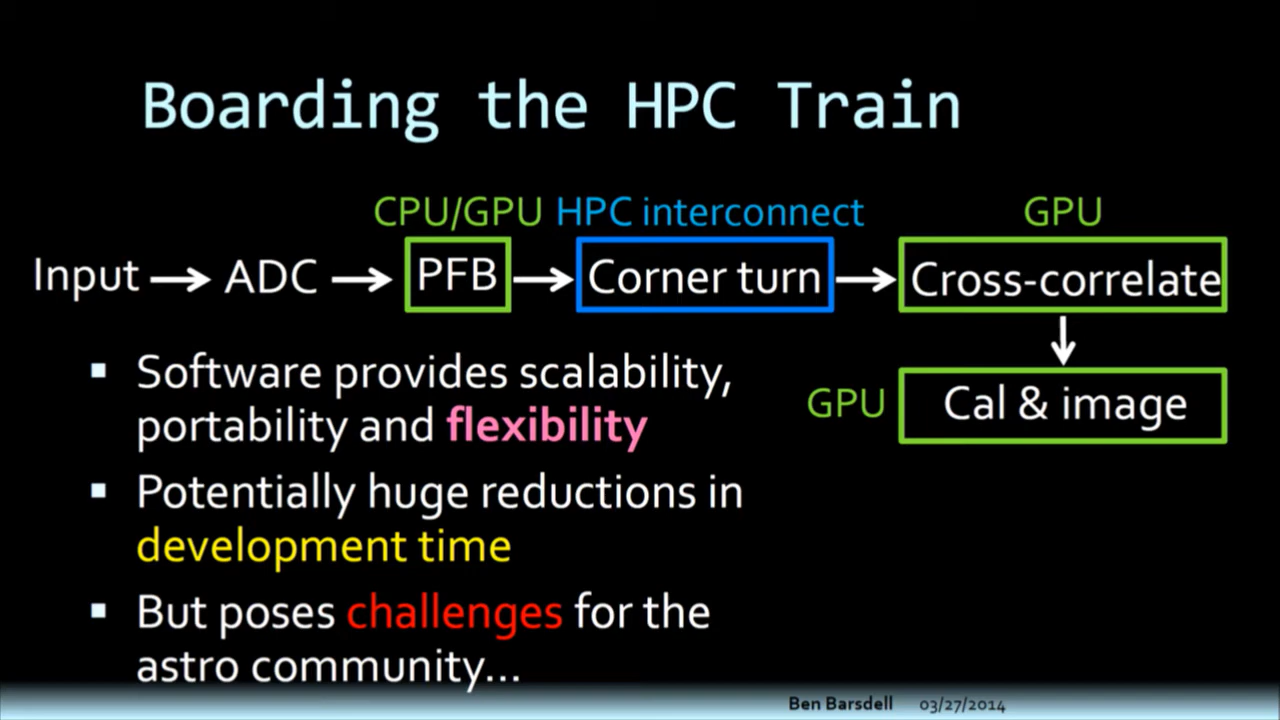 Boarding the HPC Train
CPU/GPU HPC interconnect GPU
Input ADC PFB Corner turn Cross-correlate
GPU Cal & image
Software provides scalability,
portability and flexibility
Potentially huge reductions in
development time
But poses challenges for the
astro community...
Ben Barsdell 03/27/2014